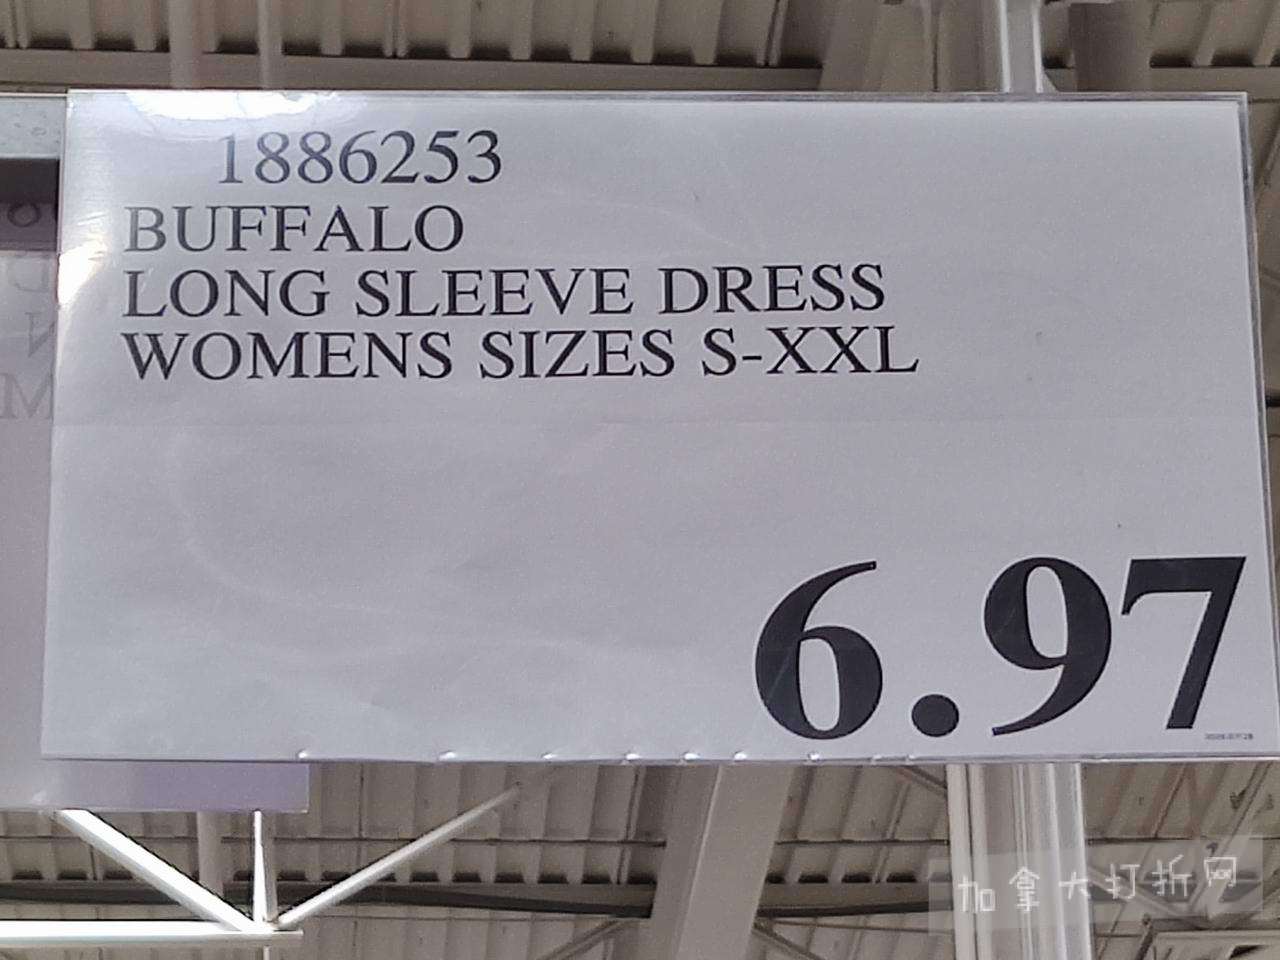 1886253
BUFFALO
LONG SLEEVE DRESS
WOMENS SIZES S-XXL
6.97
加拿大打折网